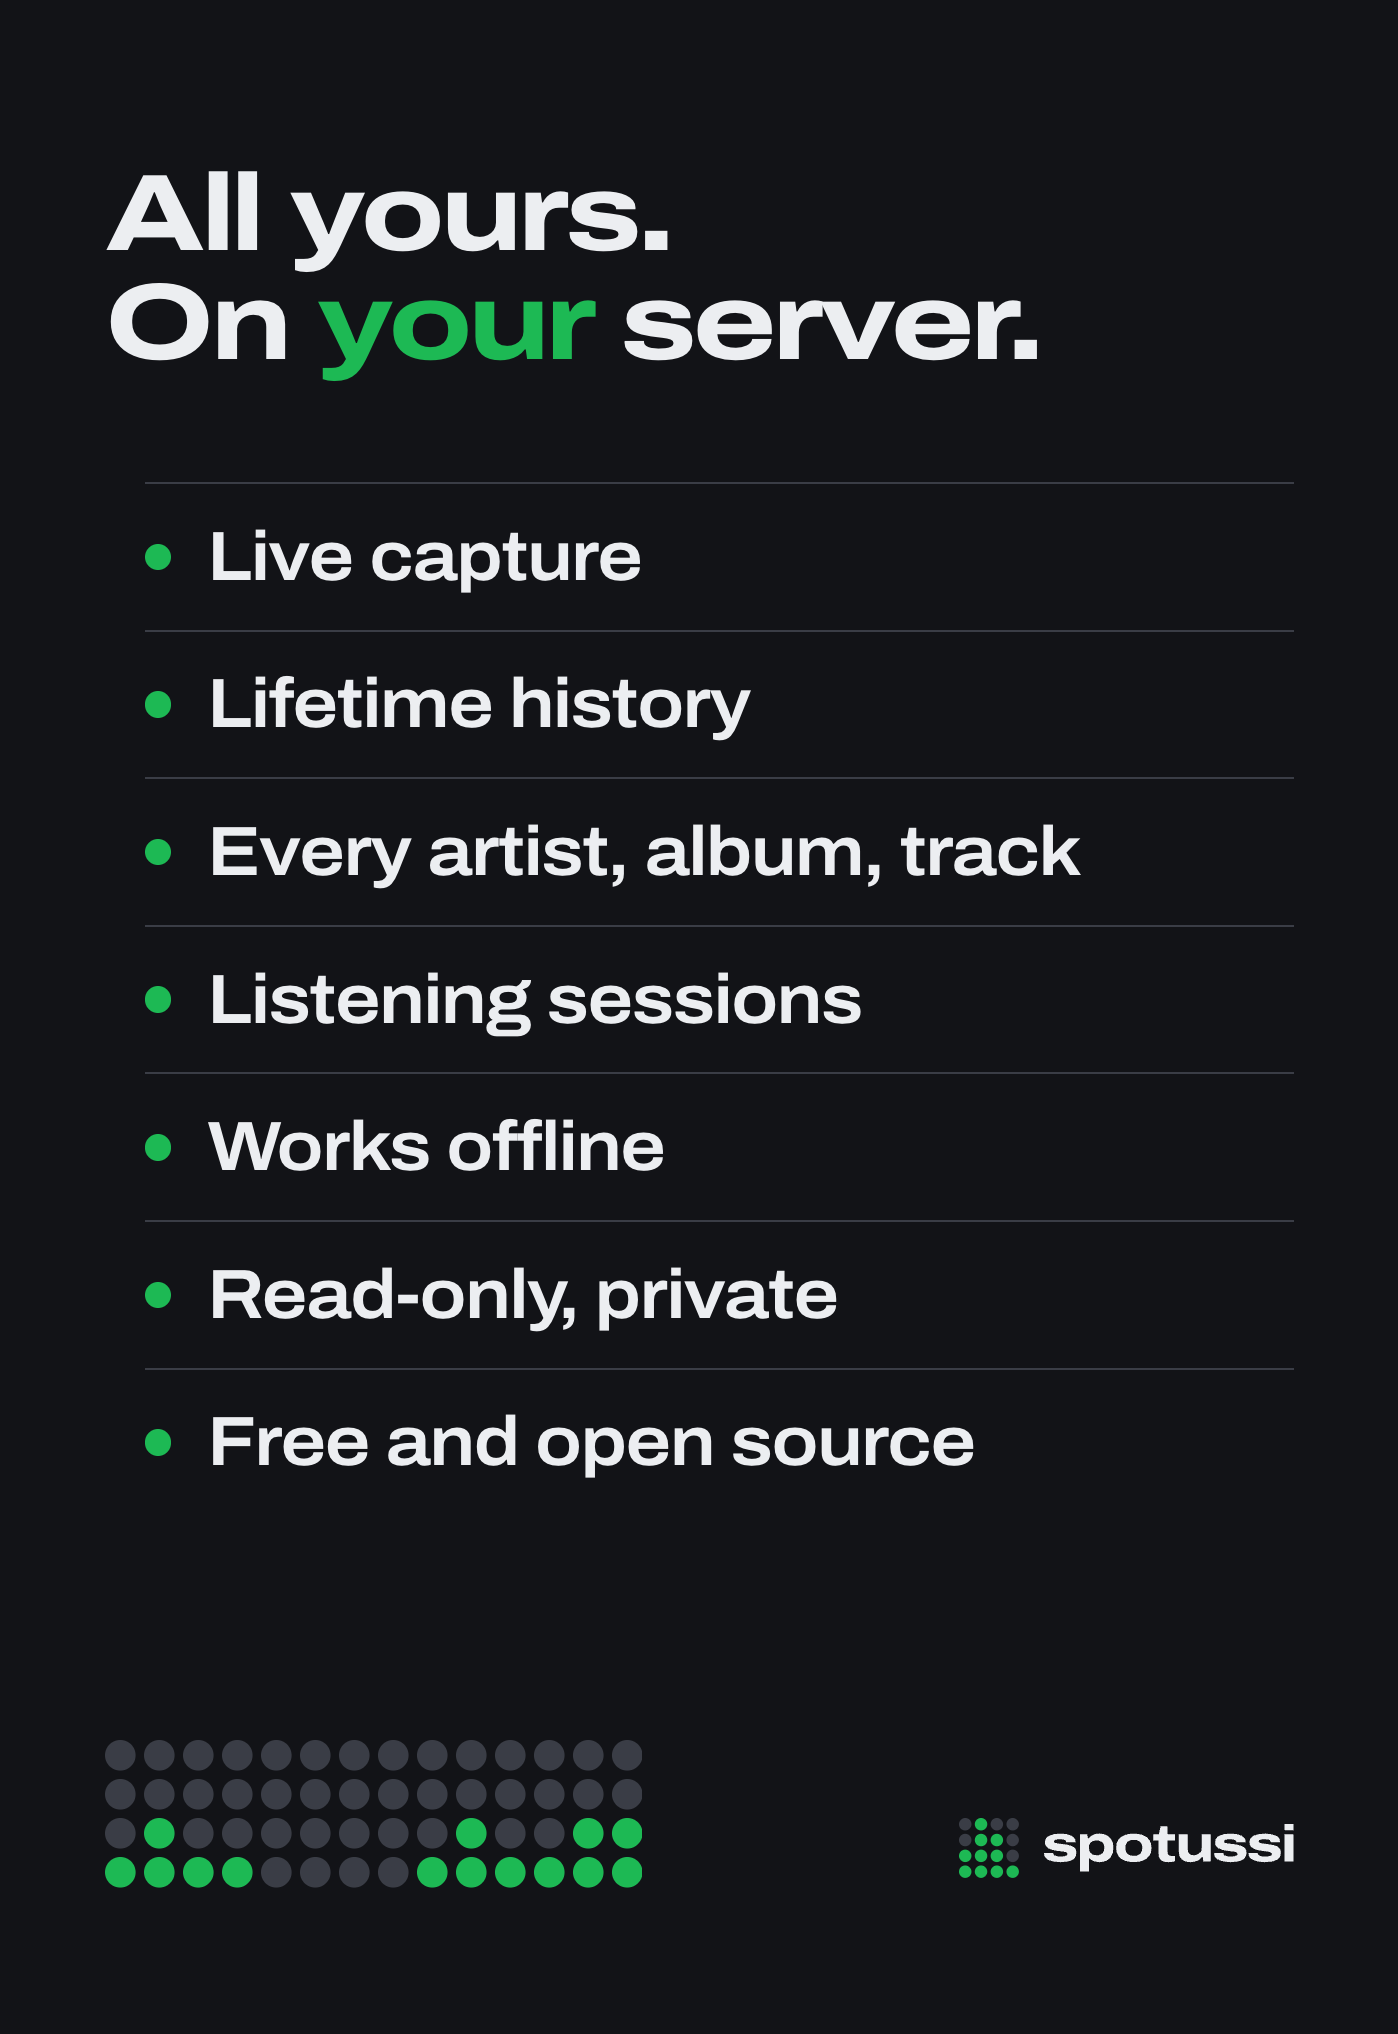 All yours.
On your server.
Live capture
Lifetime history
Every artist, album, track
Listening sessions
Works offline
Read-only, private
Free and open source
spotussi